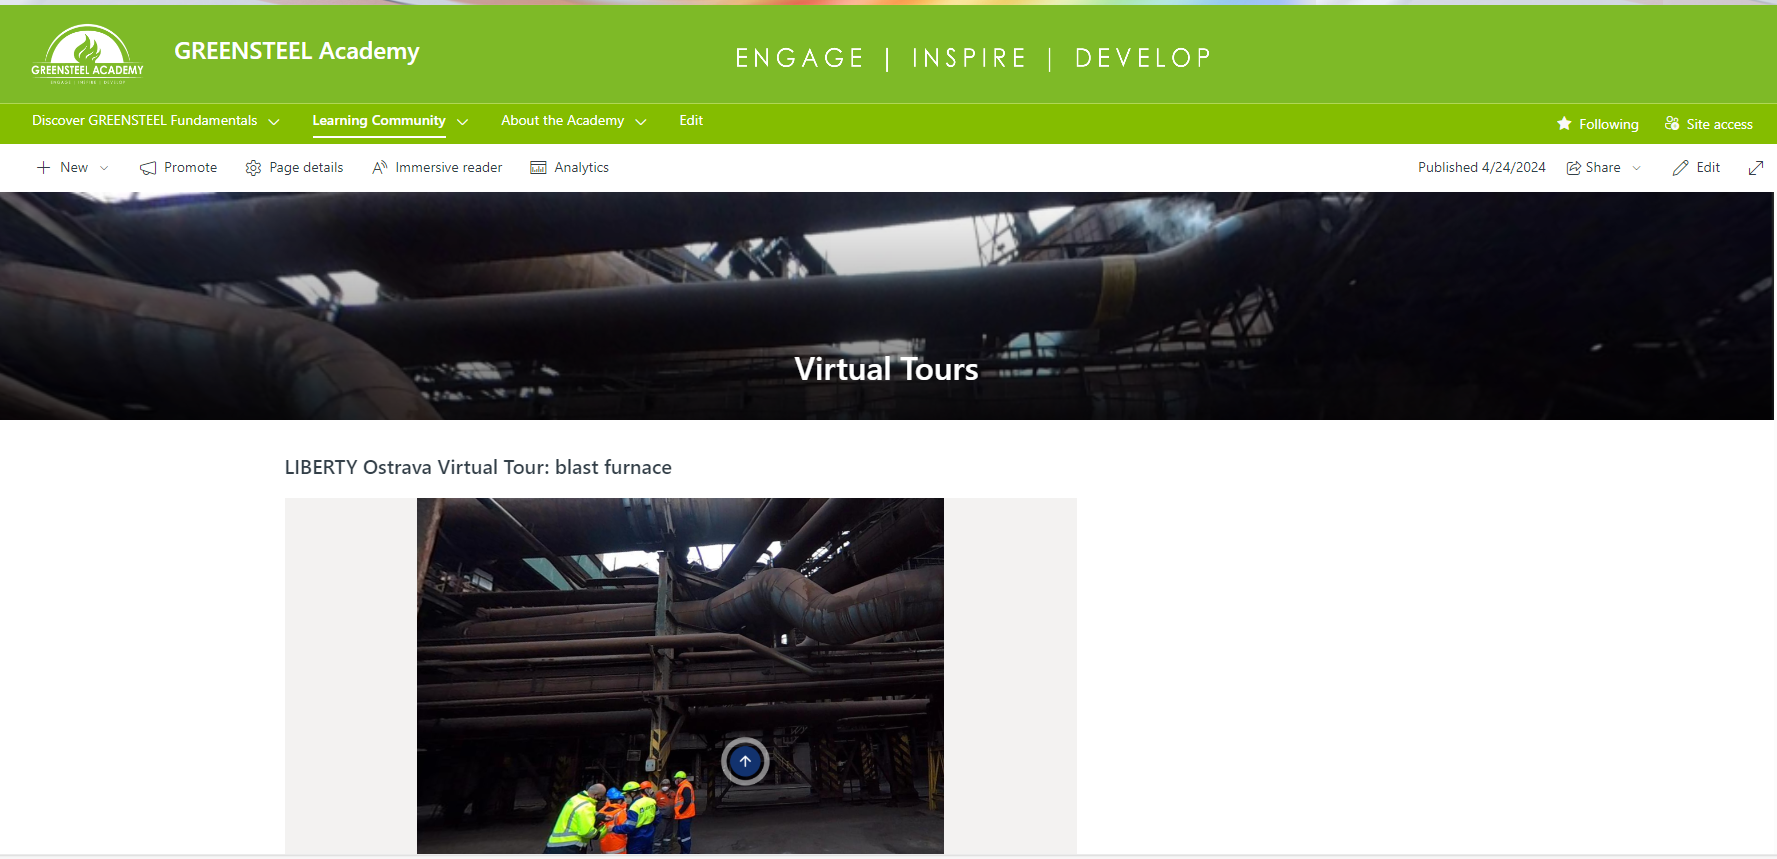 GREENSTEEL ACADEMY
ENGAGE | INSPIRE | DEVELOP
GREENSTEEL Academy
ENGAGE | INSPIRE | DEVELOP
Discover GREENSTEEL Fundamentals
Learning Community
About the Academy
Edit
Following
Site access
New
Promote
Page details
Immersive reader
Analytics
Published 4/24/2024
Share
Edit
Virtual Tours
LIBERTY Ostrava Virtual Tour: blast furnace